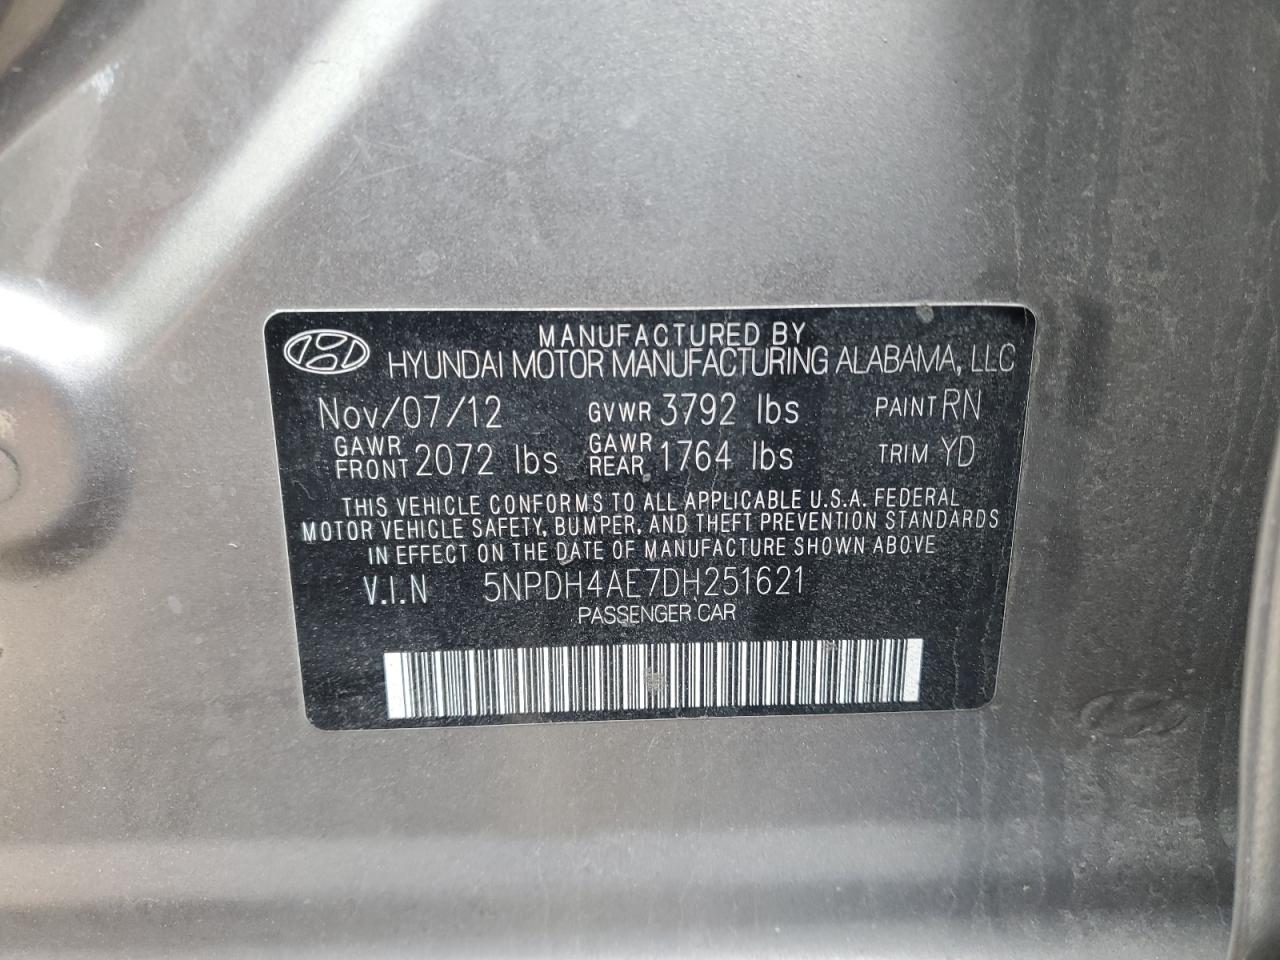 MANUFACTURED BY
HYUNDAI MOTOR MANUFACTURING ALABAMA, LLC
Nov/07/12 GVWR 3792 lbs PAINT RN
GAWR FRONT 2072 lbs GAWR REAR 1764 lbs TRIM YD
THIS VEHICLE CONFORMS TO ALL APPLICABLE U.S.A. FEDERAL
MOTOR VEHICLE SAFETY, BUMPER, AND THEFT PREVENTION STANDARDS
IN EFFECT ON THE DATE OF MANUFACTURE SHOWN ABOVE
V.I.N 5NPDH4AE7DH251621
PASSENGER CAR